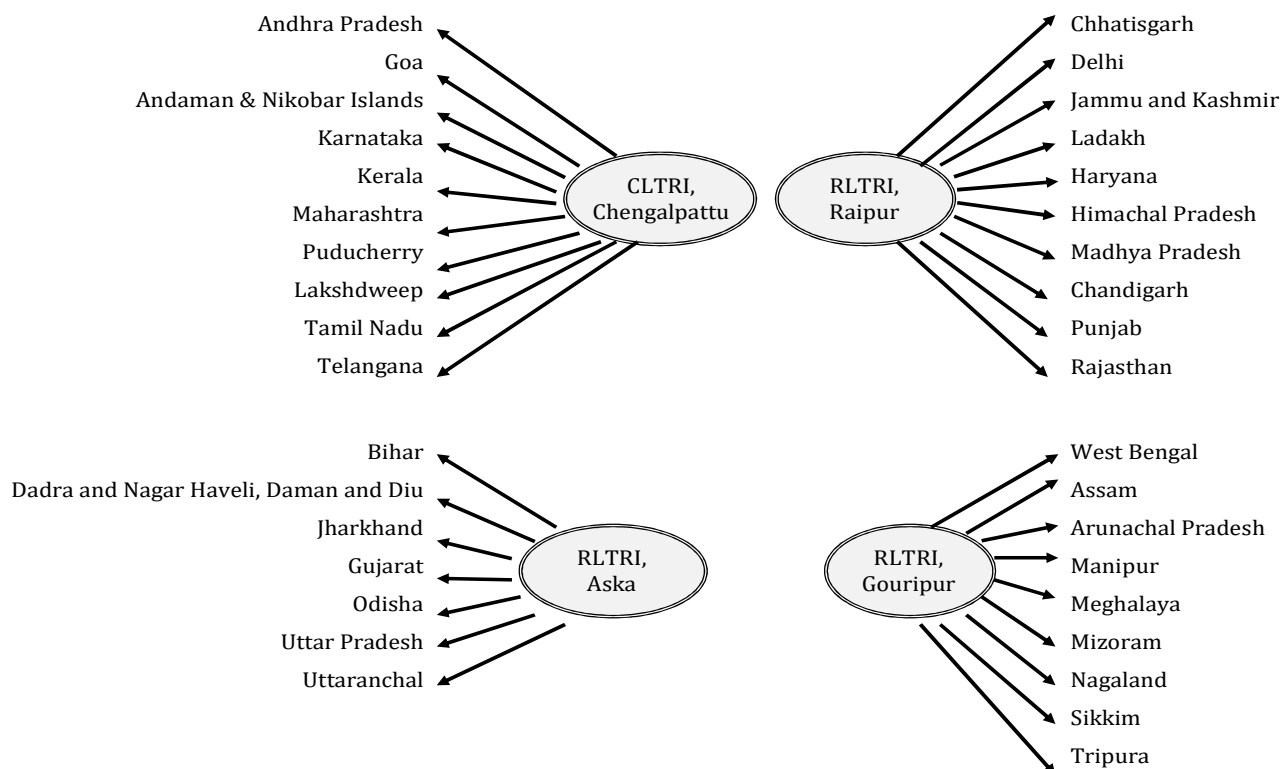 Andhra Pradesh
Goa
Andaman & Nikobar Islands
Karnataka
Kerala
Maharashtra
Puducherry
Lakshdweep
Tamil Nadu
Telangana
CLTRI,
Chengalpattu
RLTRI,
Raipur
Chhatisgarh
Delhi
Jammu and Kashmir
Ladakh
Haryana
Himachal Pradesh
Madhya Pradesh
Chandigarh
Punjab
Rajasthan
Bihar
Dadra and Nagar Haveli, Daman and Diu
Jharkhand
Gujarat
Odisha
Uttar Pradesh
Uttaranchal
RLTRI,
Aska
RLTRI,
Gouripur
West Bengal
Assam
Arunachal Pradesh
Manipur
Meghalaya
Mizoram
Nagaland
Sikkim
Tripura